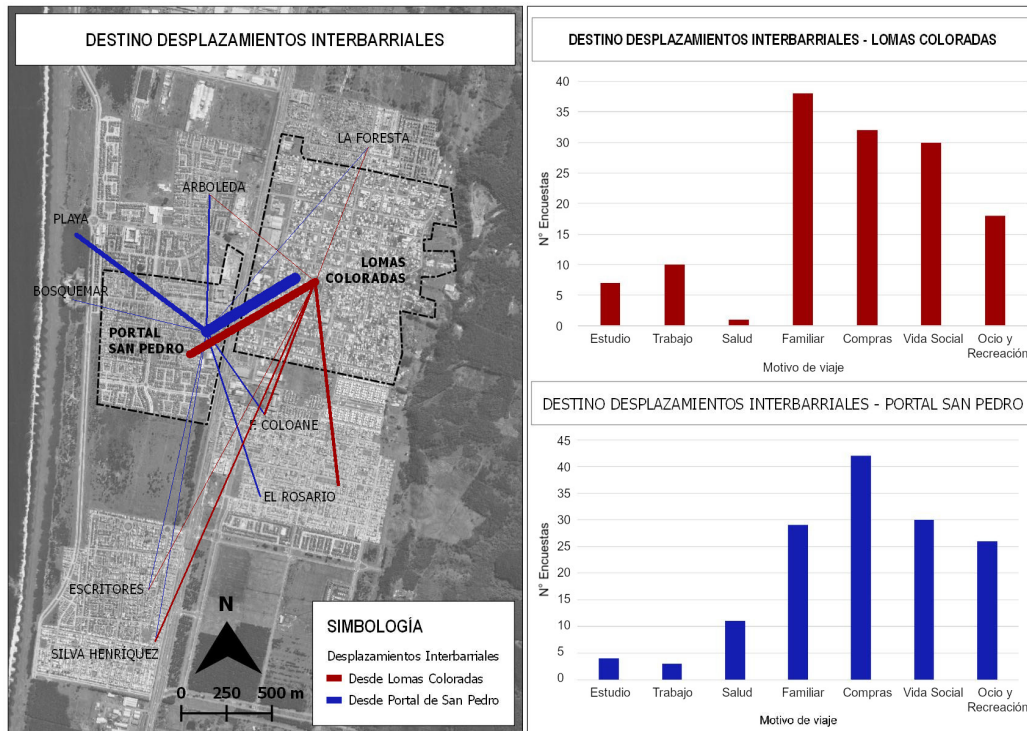 DESTINO DESPLAZAMIENTOS INTERBARRIALES
LA FORESTA
ARBOLEDA
PLAYA
LOMAS
COLORADAS
BOSQUEMAR
PORTAL
SAN PEDRO
F. COLOANE
EL ROSARIO
ESCRITORES
SILVA HENRÍQUEZ
N
0 250 500 m
SIMBOLOGÍA
Desplazamientos Interbarriales
Desde Lomas Coloradas
Desde Portal de San Pedro
DESTINO DESPLAZAMIENTOS INTERBARRIALES - LOMAS COLORADAS
40
35
30
25
20
15
10
5
0
N° Encuestas
Estudio
Trabajo
Salud
Familiar
Compras
Vida Social
Ocio y
Recreación
Motivo de viaje
DESTINO DESPLAZAMIENTOS INTERBARRIALES - PORTAL SAN PEDRO
45
40
35
30
25
20
15
10
5
0
N° Encuestas
Estudio
Trabajo
Salud
Familiar
Compras
Vida Social
Ocio y
Recreación
Motivo de viaje